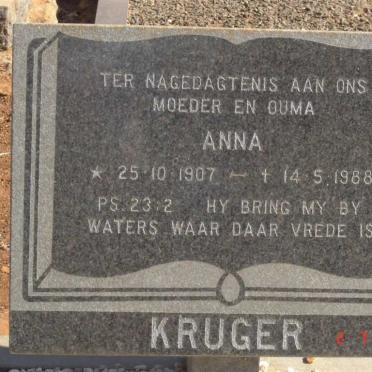 TER NAGEDAGTENIS AAN ONS
MOEDER EN OUMA
ANNA
* 25·10·1907 — † 14·5·1988
PS. 23:2 HY BRING MY BY
WATERS WAAR DAAR VREDE IS
KRUGER